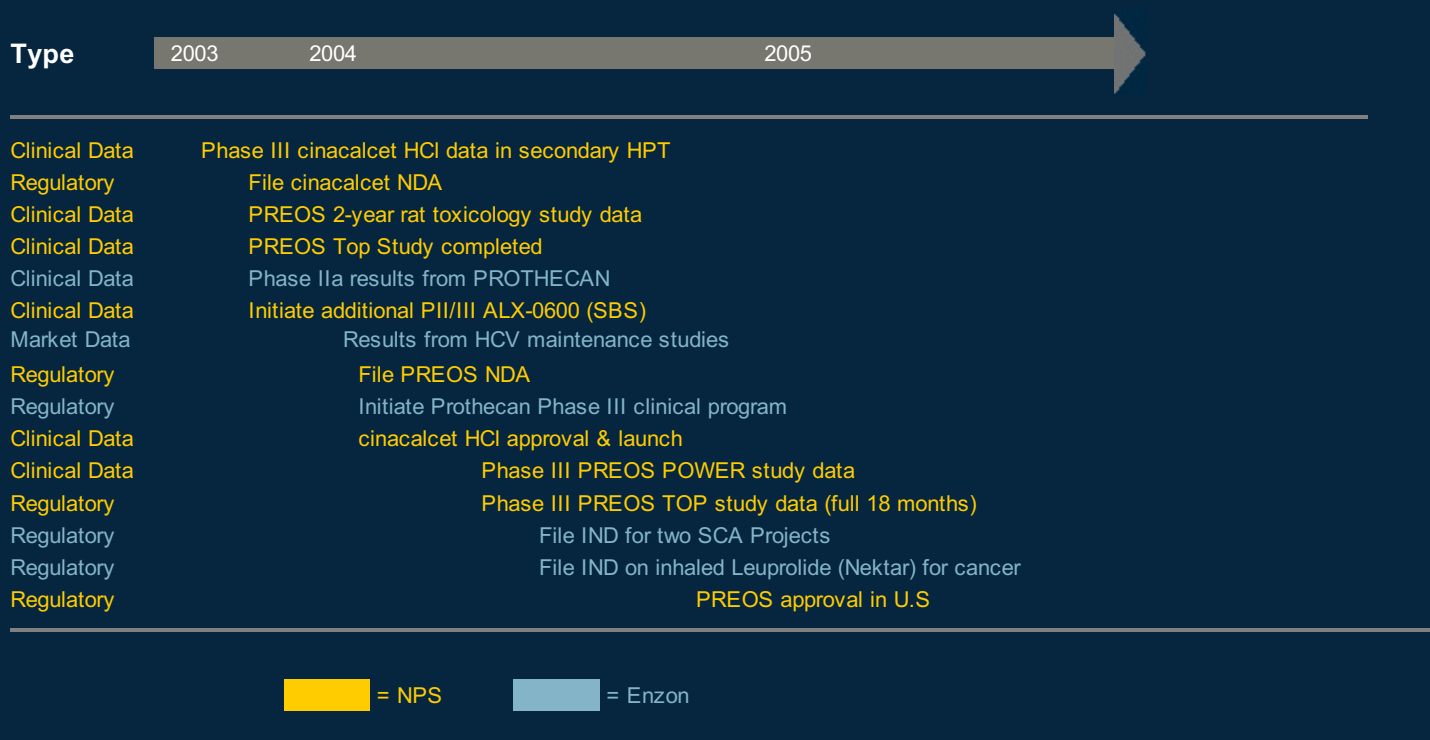 Type 2003 2004 2005
Clinical Data Phase III cinacalcet HCl data in secondary HPT
Regulatory File cinacalcet NDA
Clinical Data PREOS 2-year rat toxicology study data
Clinical Data PREOS Top Study completed
Clinical Data Phase IIa results from PROTHECAN
Clinical Data Initiate additional PII/III ALX-0600 (SBS)
Market Data Results from HCV maintenance studies
Regulatory File PREOS NDA
Regulatory Initiate Prothecan Phase III clinical program
Clinical Data cinacalcet HCl approval & launch
Clinical Data Phase III PREOS POWER study data
Regulatory Phase III PREOS TOP study data (full 18 months)
Regulatory File IND for two SCA Projects
Regulatory File IND on inhaled Leuprolide (Nektar) for cancer
Regulatory PREOS approval in U.S
= NPS = Enzon